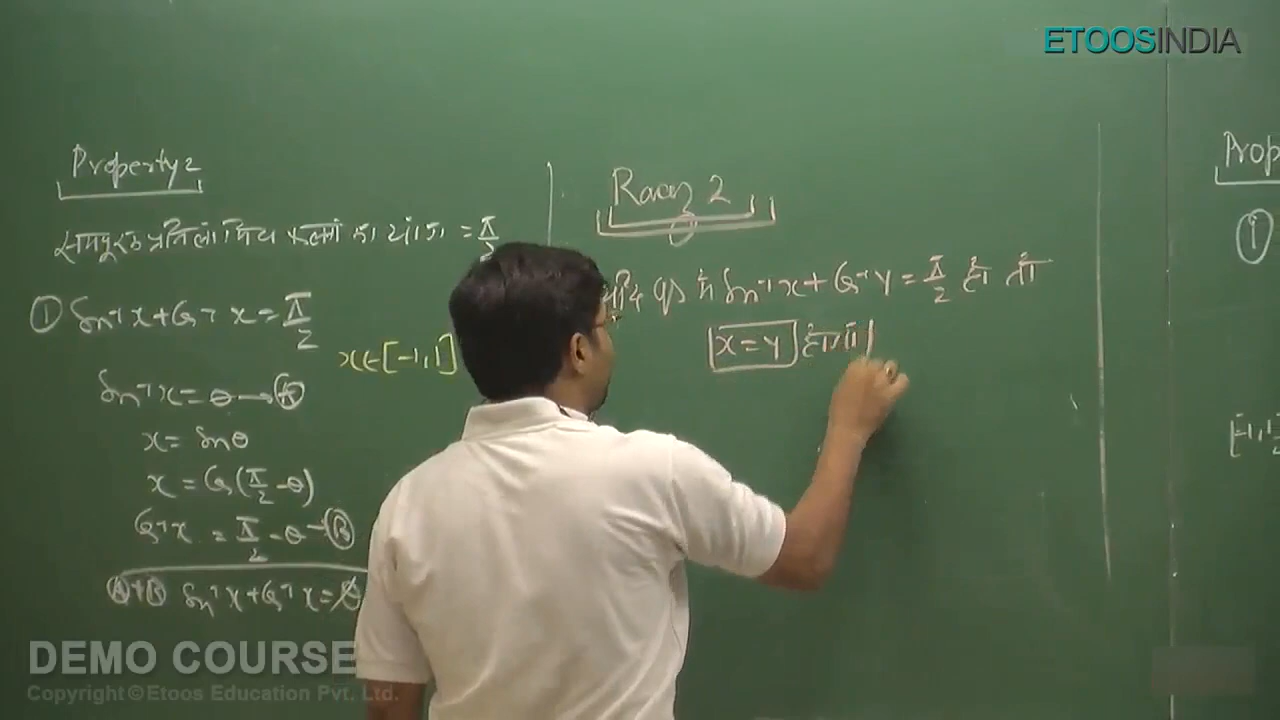 ETOOSINDIA
Property 2
समपूरक प्रतिलोमीय फलनों का योग = π/2
① Sin⁻¹x + Cos⁻¹x = π/2
x ∈ [-1, 1]
Sin⁻¹x = θ → Ⓐ
x = Sinθ
x = Cos(π/2 - θ)
Cos⁻¹x = π/2 - θ → Ⓑ
Ⓐ+Ⓑ Sin⁻¹x + Cos⁻¹x = θ
Raaz 2
यदि में Sin⁻¹x + Cos⁻¹y = π/2 हो तो
x = y होगा
Prop
①
[-1, 1
DEMO COURSE
Copyright © Etoos Education Pvt. Ltd.